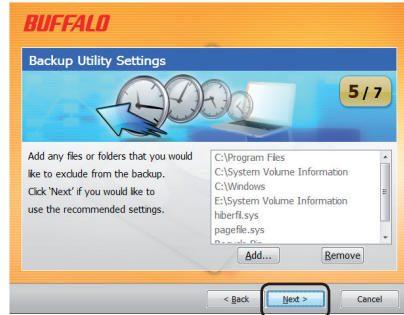 BUFFALO
Backup Utility Settings
5 / 7
Add any files or folders that you would
like to exclude from the backup.
Click 'Next' if you would like to
use the recommended settings.
C:\Program Files
C:\System Volume Information
C:\Windows
E:\System Volume Information
hiberfil.sys
pagefile.sys
Recycle Bin
Add...
Remove
< Back
Next >
Cancel